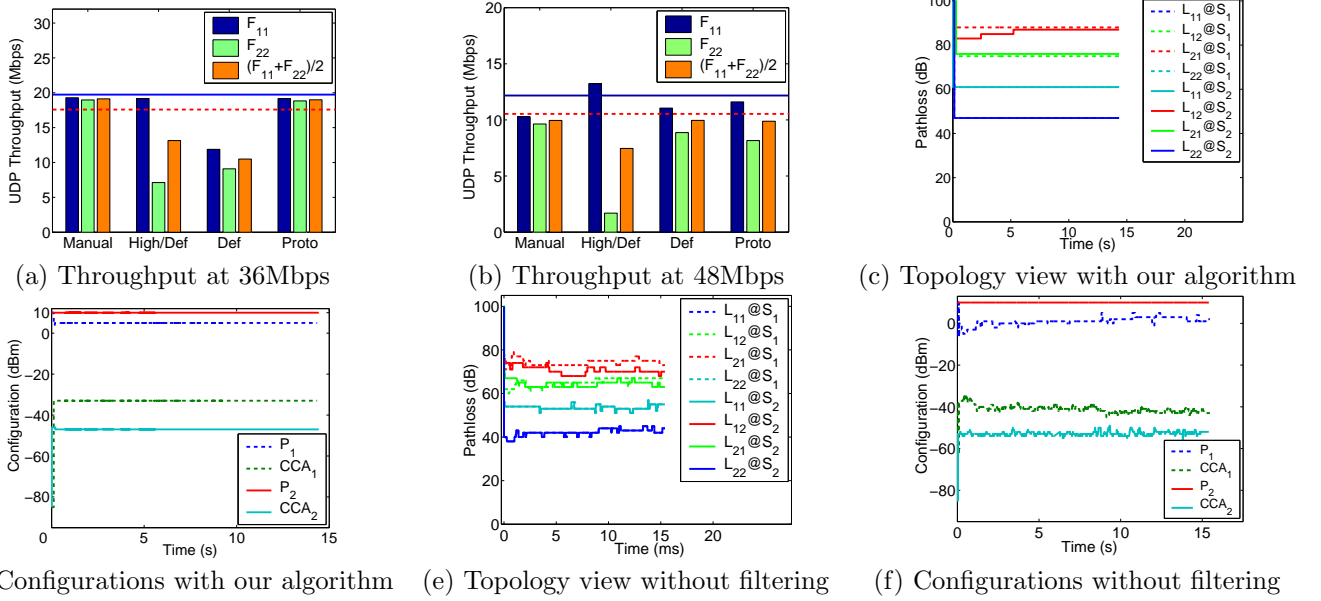 UDP Throughput (Mbps)
30
25
20
15
10
5
0
Manual High/Def Def Proto
F11
F22
(F11+F22)/2
(a) Throughput at 36Mbps
UDP Throughput (Mbps)
20
15
10
5
0
Manual High/Def Def Proto
F11
F22
(F11+F22)/2
(b) Throughput at 48Mbps
Pathloss (dB)
100
80
60
40
20
0
0 5 10 15 20
Time (s)
L11@S1
L12@S1
L21@S1
L22@S1
L11@S2
L12@S2
L21@S2
L22@S2
(c) Topology view with our algorithm
Configuration (dBm)
10
0
−20
−40
−60
−80
0 5 10 15
Time (s)
P1
CCA1
P2
CCA2
Configurations with our algorithm
Pathloss (dB)
100
80
60
40
20
0
0 5 10 15 20
Time (ms)
L11@S1
L12@S1
L21@S1
L22@S1
L11@S2
L12@S2
L21@S2
L22@S2
(e) Topology view without filtering
Configuration (dBm)
0
−20
−40
−60
−80
0 5 10 15
Time (s)
P1
CCA1
P2
CCA2
(f) Configurations without filtering